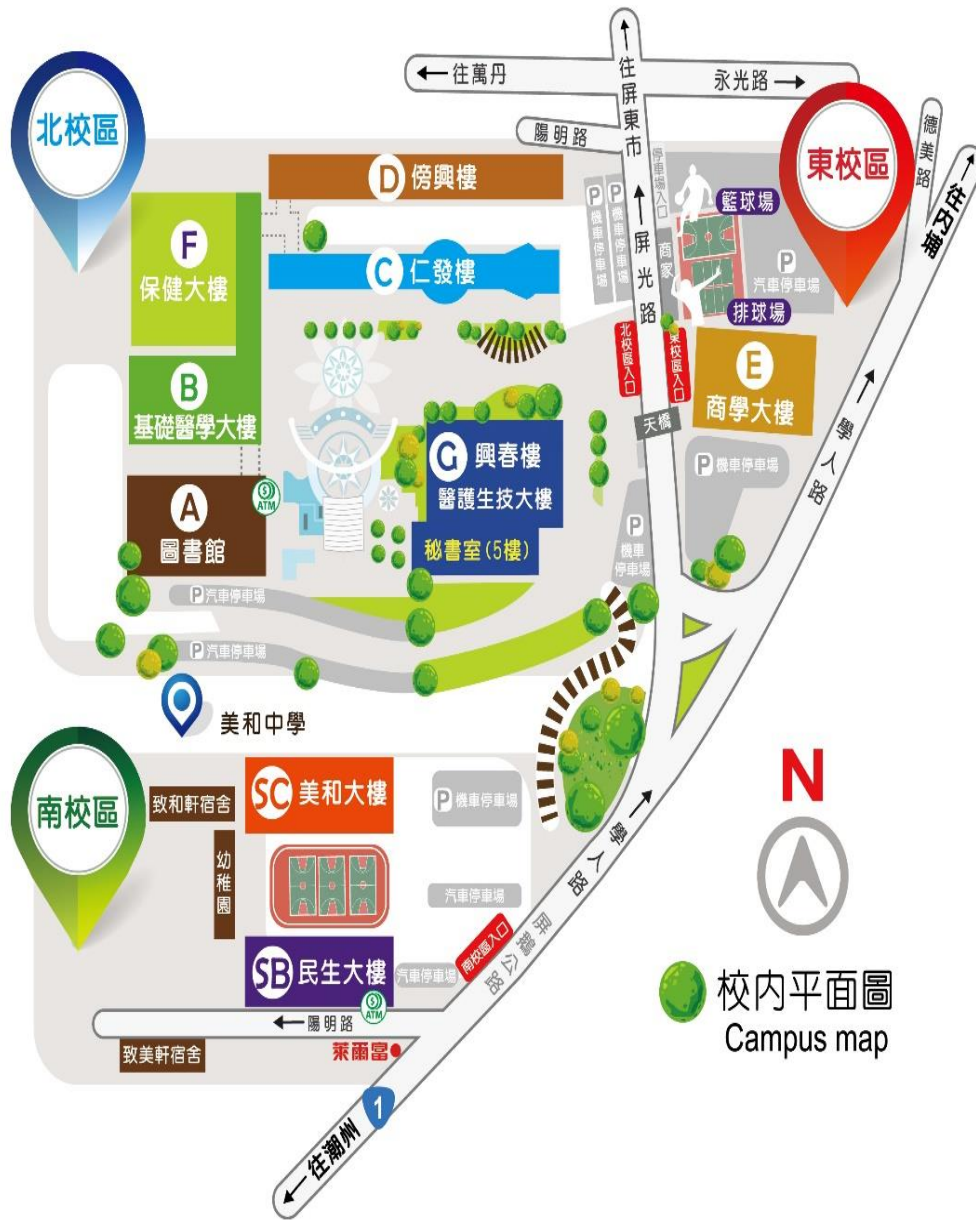 往屏東市
往萬丹
永光路
陽明路
德美路
往內埔
北校區
東校區
D 傍興樓
停車場入口
籃球場
P 機車停車場
P 機車停車場
F
保健大樓
C 仁發樓
屏光路
商家
P
汽車停車場
排球場
北校區入口
東校區入口
E
商學大樓
B
基礎醫學大樓
天橋
學人路
G 興春樓
醫護生技大樓
秘書室(5樓)
P 機車停車場
A
圖書館
ATM
P
機車
停車場
P 汽車停車場
P 汽車停車場
美和中學
南校區
SC 美和大樓
致和軒宿舍
P 機車停車場
N
幼稚園
汽車停車場
學人路
屏鵝公路
南校區入口
SB 民生大樓
汽車停車場
ATM
陽明路
致美軒宿舍
萊爾富
1
往潮州
校內平面圖
Campus map